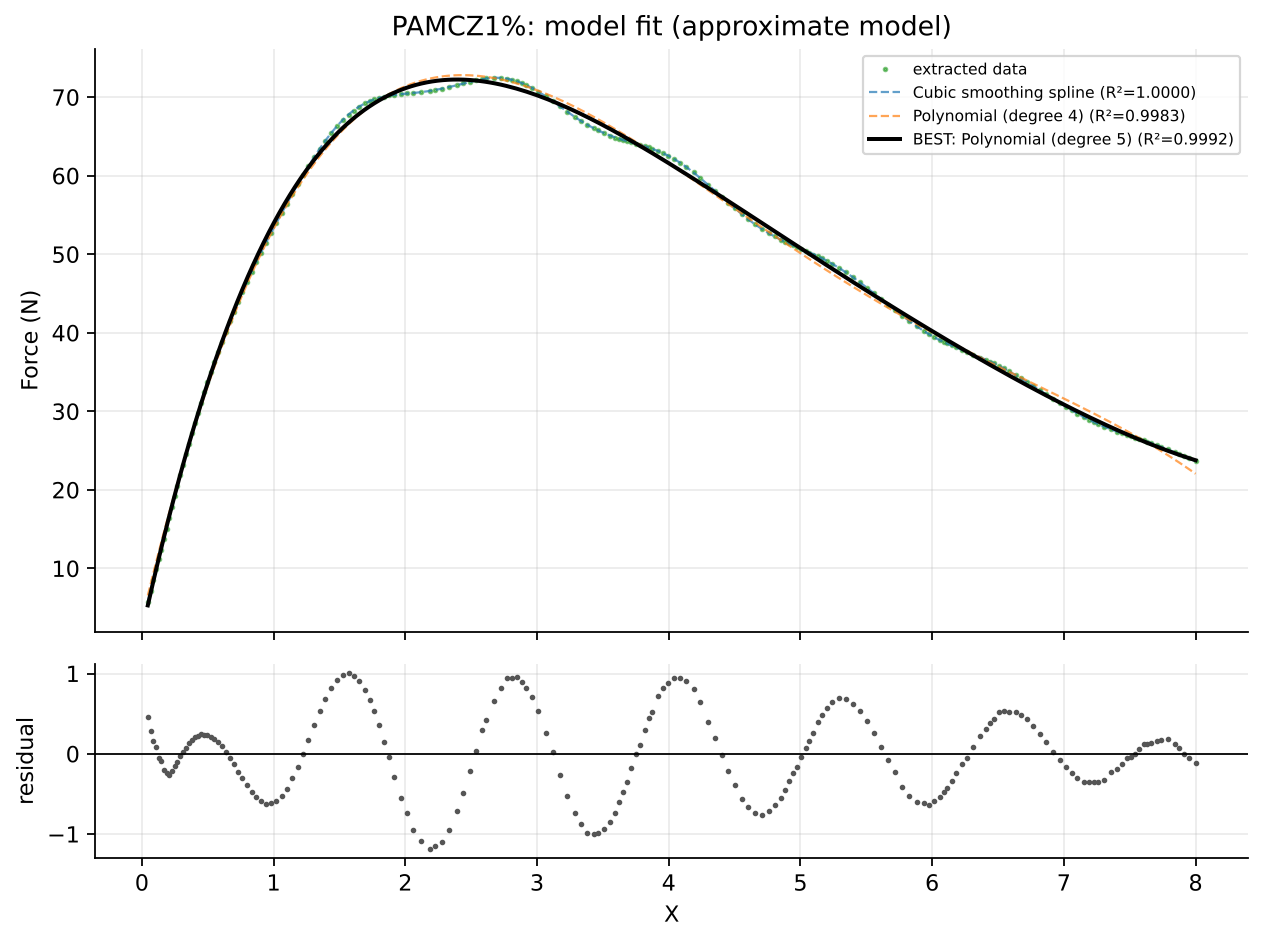 PAMCZ1%: model fit (approximate model)
extracted data
Cubic smoothing spline (R²=1.0000)
Polynomial (degree 4) (R²=0.9983)
BEST: Polynomial (degree 5) (R²=0.9992)
Force (N)
70
60
50
40
30
20
10
residual
1
0
−1
0 1 2 3 4 5 6 7 8
X